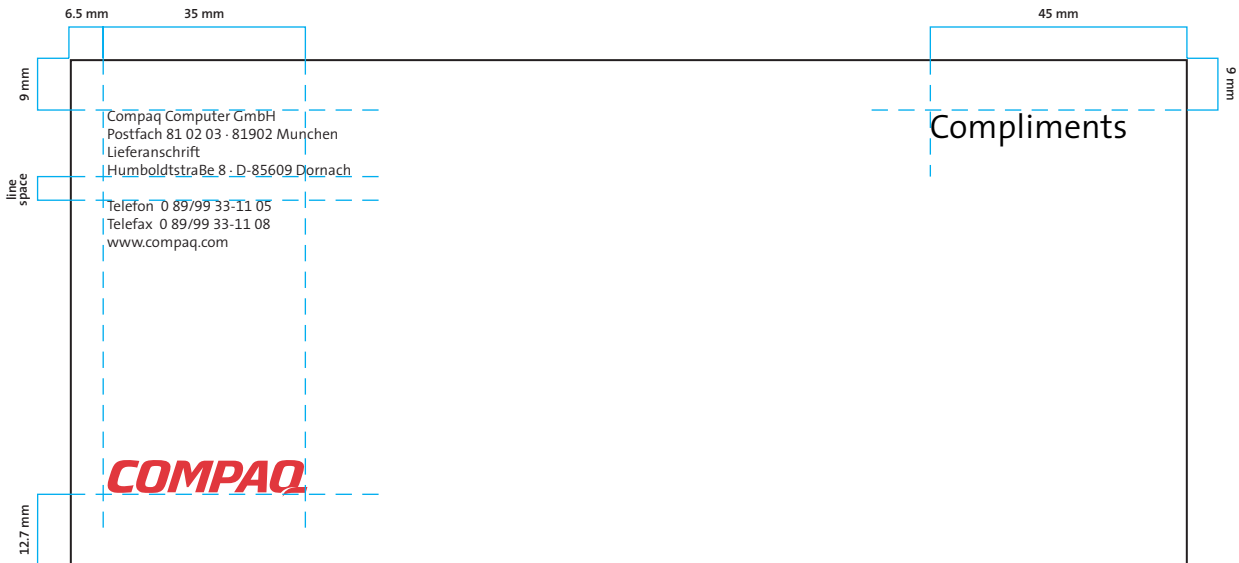 6.5 mm
35 mm
45 mm
9 mm
9 mm
Compaq Computer GmbH
Postfach 81 02 03 · 81902 Munchen
Lieferanschrift
HumboldtstraBe 8 · D-85609 Dornach
Compliments
line
space
Telefon 0 89/99 33-11 05
Telefax 0 89/99 33-11 08
www.compaq.com
COMPAQ
12.7 mm